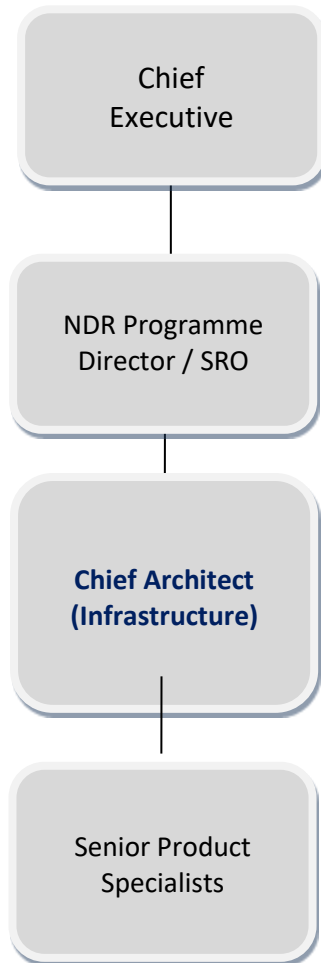 Chief
Executive
NDR Programme
Director / SRO
Chief Architect
(Infrastructure)
Senior Product
Specialists